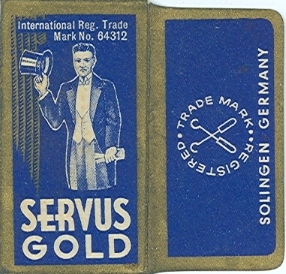 International Reg. Trade
Mark No. 64312
SERVUS
GOLD
TRADE MARK · REGISTERED ·
SOLINGEN GERMANY